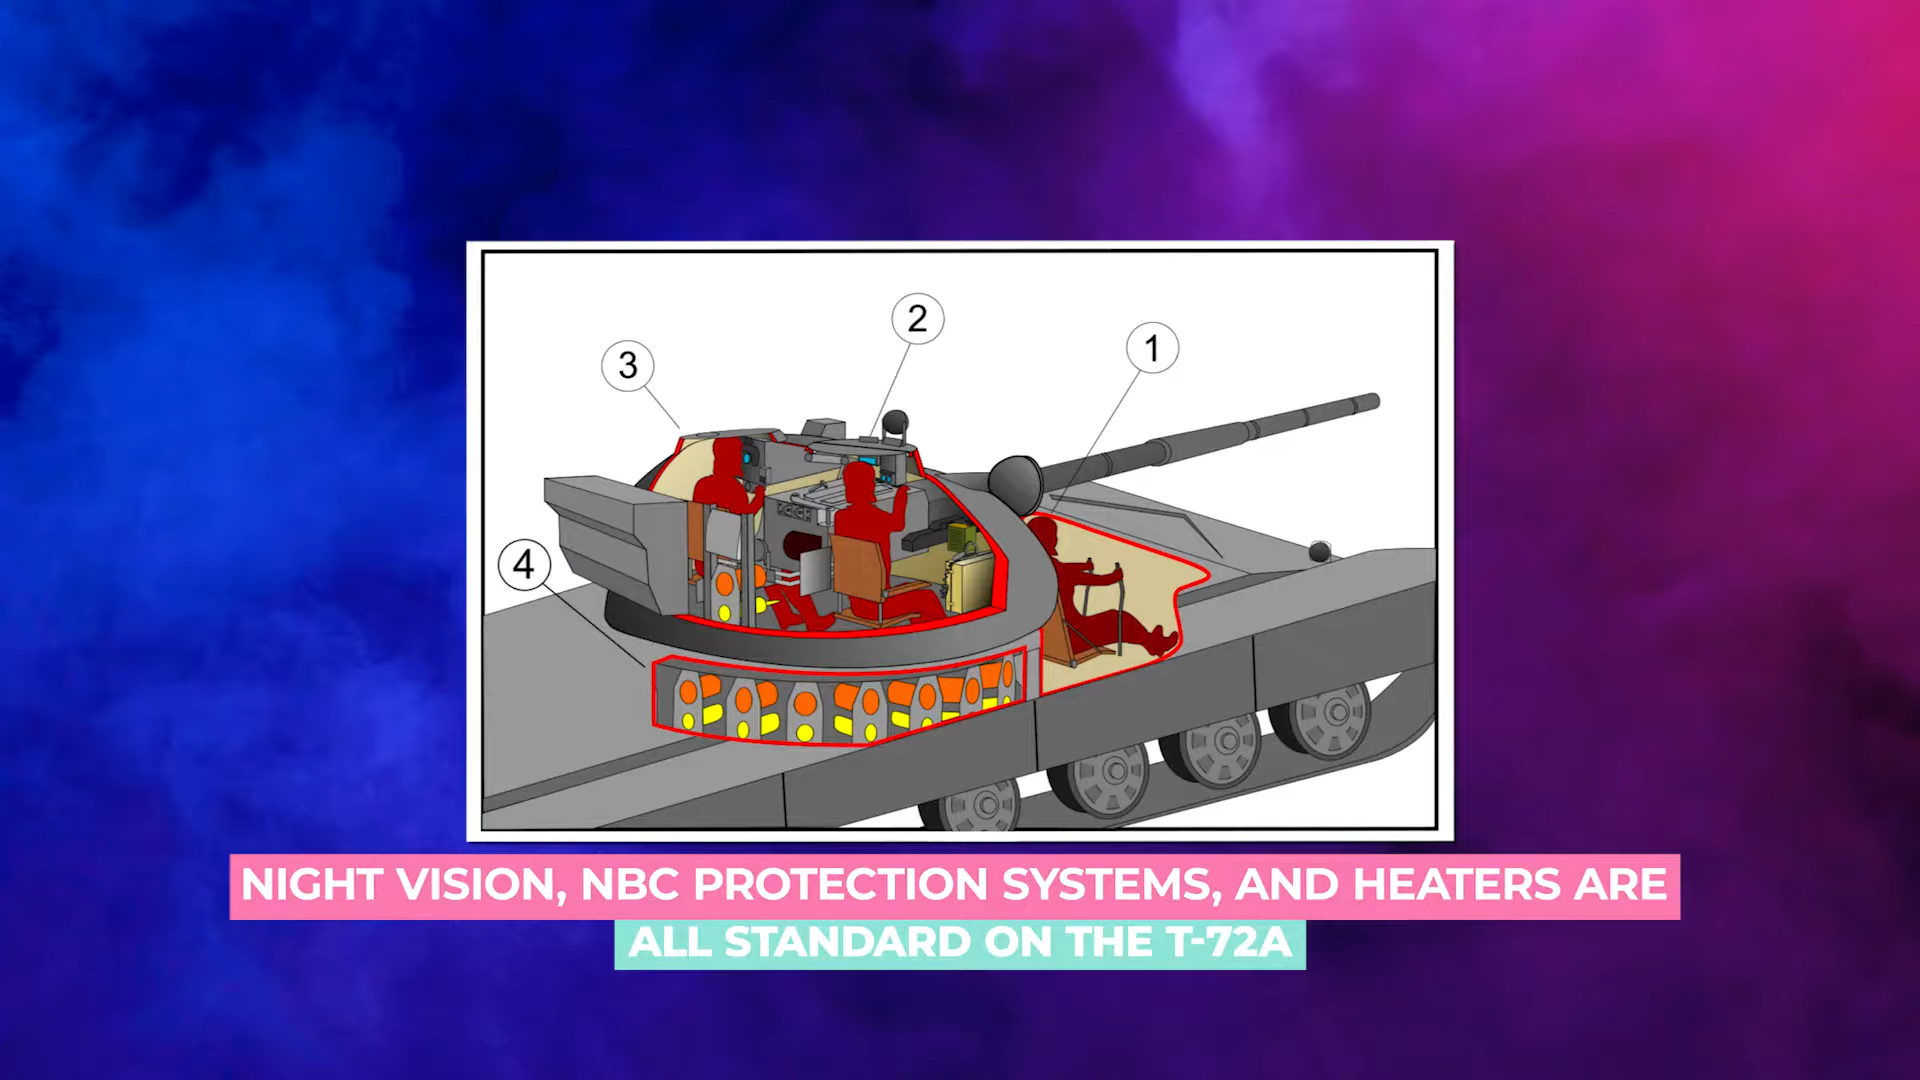 2
1
3
4
NIGHT VISION, NBC PROTECTION SYSTEMS, AND HEATERS ARE
ALL STANDARD ON THE T-72A